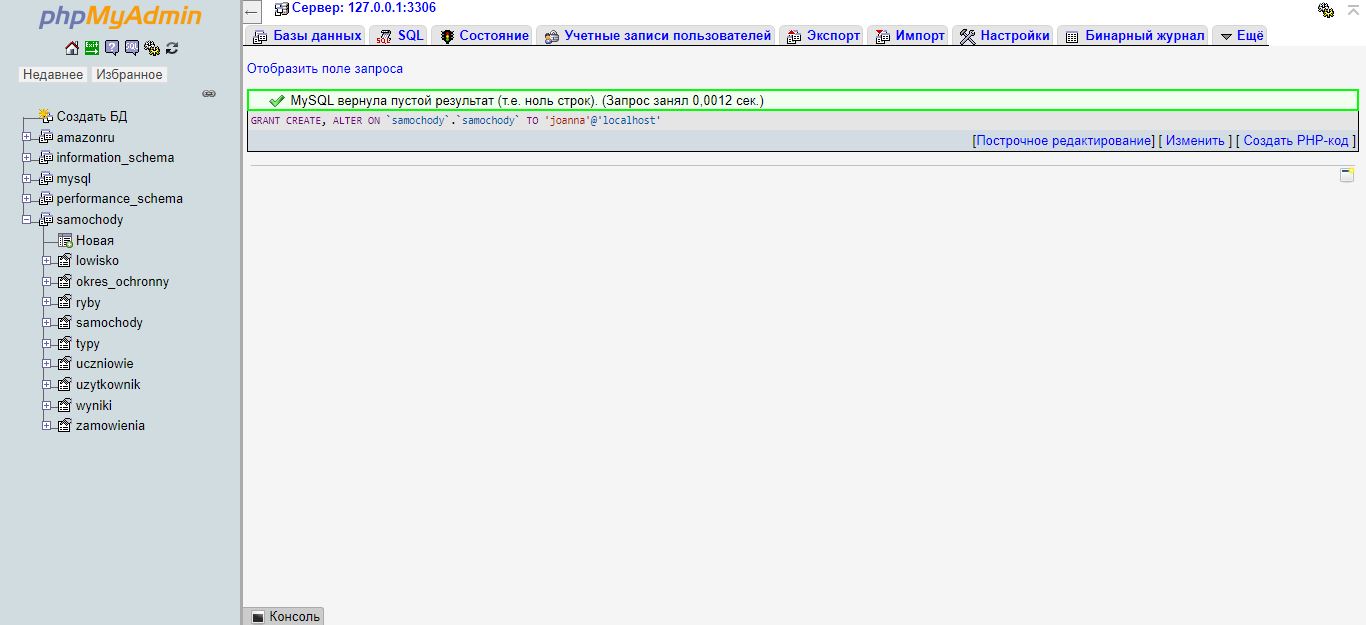 phpMyAdmin
Недавнее Избранное
Создать БД
amazonru
information_schema
mysql
performance_schema
samochody
Новая
lowisko
okres_ochronny
ryby
samochody
typy
uczniowie
uzytkownik
wyniki
zamowienia
Сервер: 127.0.0.1:3306
Базы данных SQL Состояние Учетные записи пользователей Экспорт Импорт Настройки Бинарный журнал Ещё
Отобразить поле запроса
MySQL вернула пустой результат (т.е. ноль строк). (Запрос занял 0,0012 сек.)
GRANT CREATE, ALTER ON `samochody`.`samochody` TO 'joanna'@'localhost'
[Построчное редактирование] [ Изменить ] [ Создать PHP-код ]
Консоль